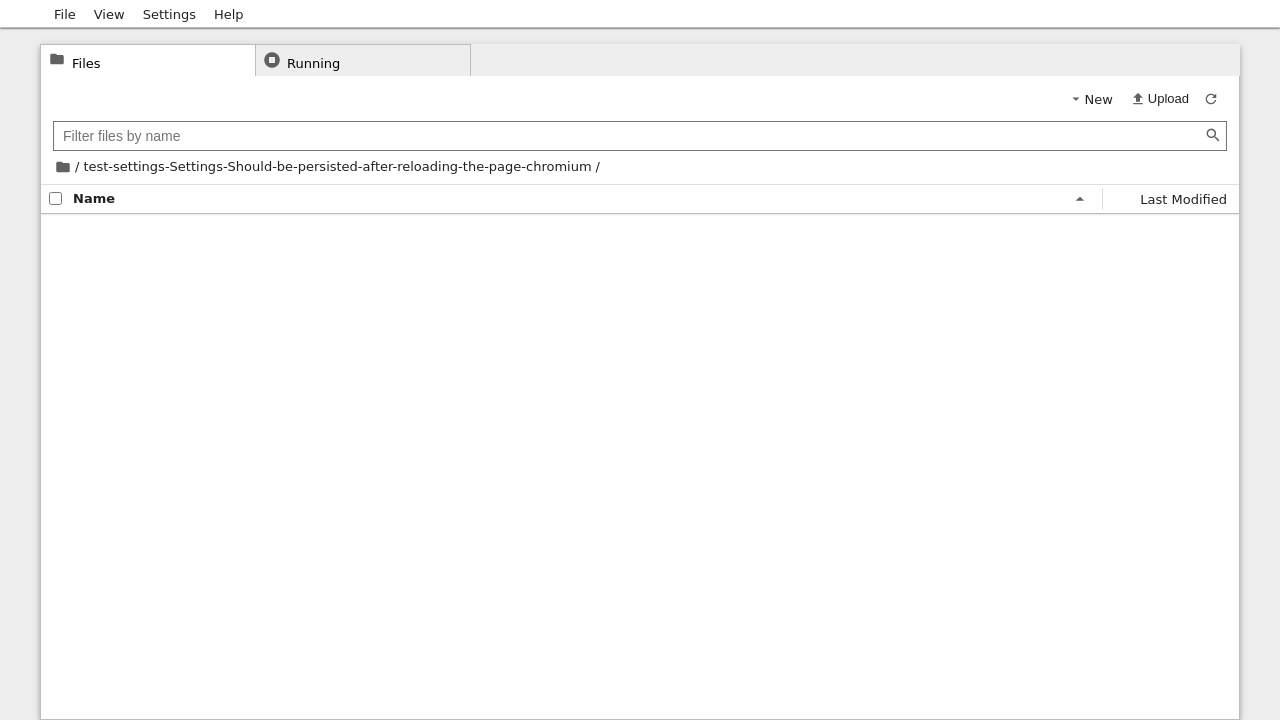 File View Settings Help
Files Running
New Upload
Filter files by name
/ test-settings-Settings-Should-be-persisted-after-reloading-the-page-chromium /
Name Last Modified